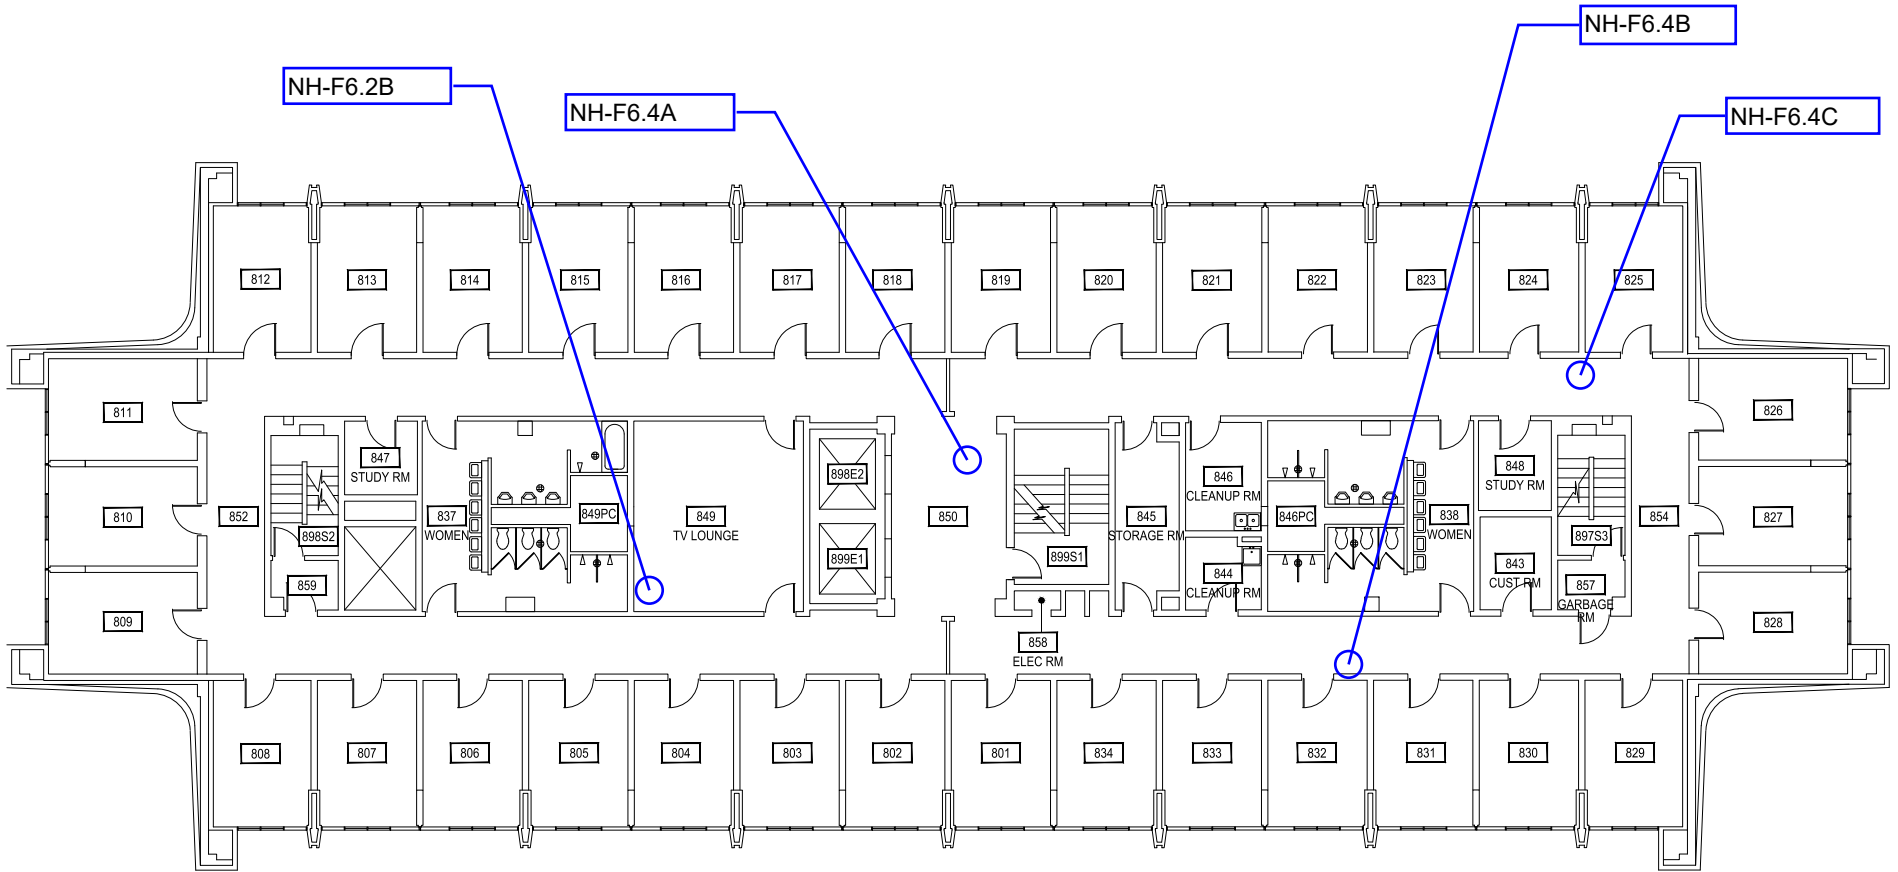 NH-F6.4B
NH-F6.2B
NH-F6.4A
NH-F6.4C
812
813
814
815
816
817
818
819
820
821
822
823
824
825
811
826
847
STUDY RM
898E2
846
CLEANUP RM
848
STUDY RM
810
852
898S2
837
WOMEN
849PC
849
TV LOUNGE
850
845
STORAGE RM
846PC
838
WOMEN
897S3
854
827
899E1
899S1
859
844
CLEANUP RM
843
CUST RM
857
GARBAGE
RM
809
828
858
ELEC RM
808
807
806
805
804
803
802
801
834
833
832
831
830
829